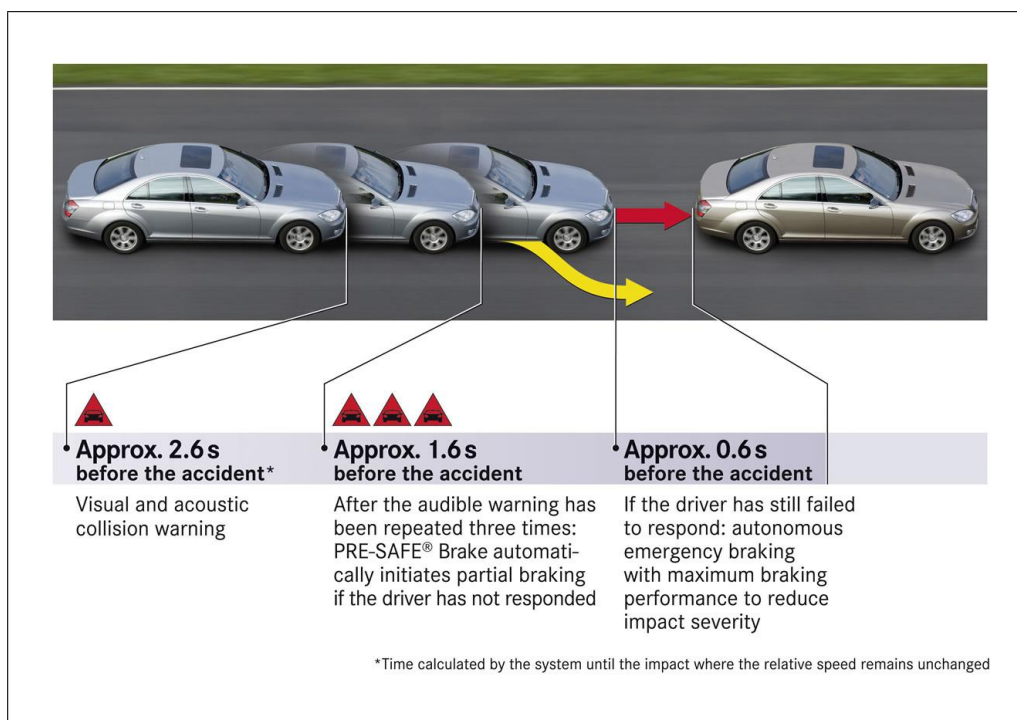 Approx. 2.6 s
before the accident*
Visual and acoustic
collision warning
Approx. 1.6 s
before the accident
After the audible warning has
been repeated three times:
PRE-SAFE® Brake automati-
cally initiates partial braking
if the driver has not responded
Approx. 0.6 s
before the accident
If the driver has still failed
to respond: autonomous
emergency braking
with maximum braking
performance to reduce
impact severity
*Time calculated by the system until the impact where the relative speed remains unchanged